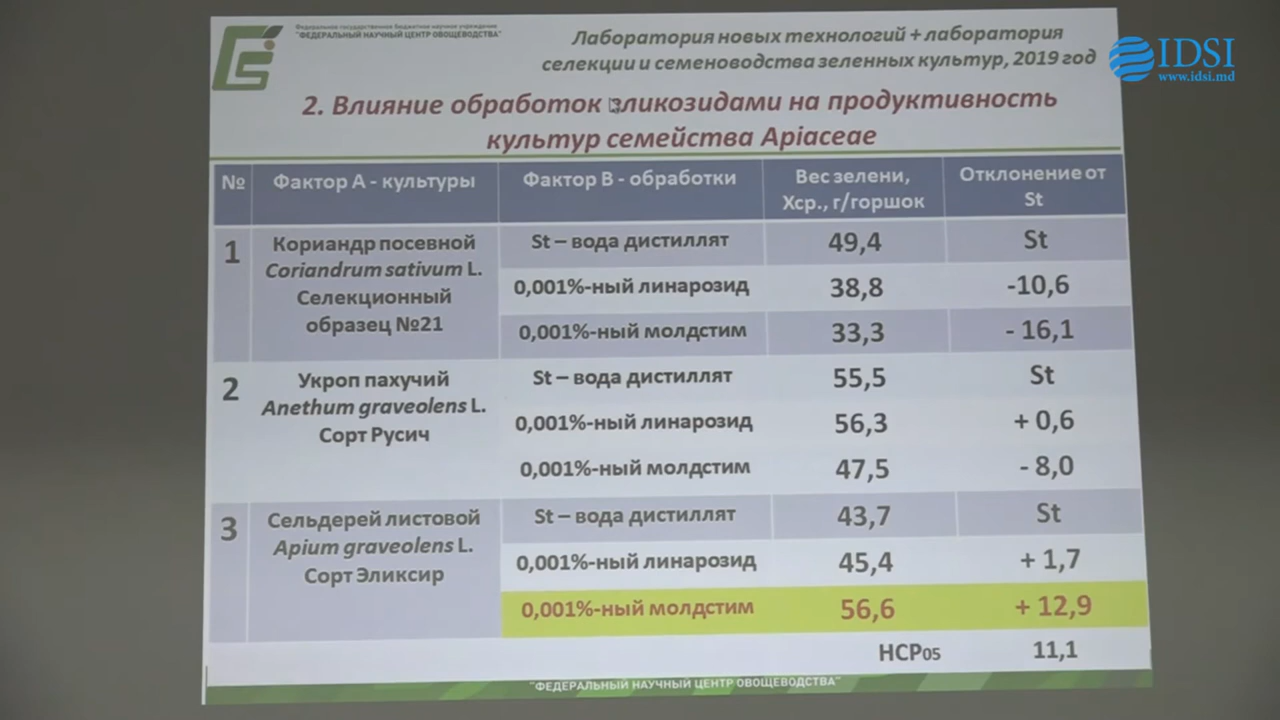 Федеральное государственное бюджетное научное учреждение
"ФЕДЕРАЛЬНЫЙ НАУЧНЫЙ ЦЕНТР ОВОЩЕВОДСТВА"
Лаборатория новых технологий + лаборатория
селекции и семеноводства зеленных культур, 2019 год
IDSI
www.idsi.md
2. Влияние обработок гликозидами на продуктивность
культур семейства Apiaceae
№ Фактор А - культуры Фактор В - обработки Вес зелени, Хср., г/горшок Отклонение от St
1 Кориандр посевной
Coriandrum sativum L.
Селекционный
образец №21
St – вода дистиллят 49,4 St
0,001%-ный линарозид 38,8 -10,6
0,001%-ный молдстим 33,3 - 16,1
2 Укроп пахучий
Anethum graveolens L.
Сорт Русич
St – вода дистиллят 55,5 St
0,001%-ный линарозид 56,3 + 0,6
0,001%-ный молдстим 47,5 - 8,0
3 Сельдерей листовой
Apium graveolens L.
Сорт Эликсир
St – вода дистиллят 43,7 St
0,001%-ный линарозид 45,4 + 1,7
0,001%-ный молдстим 56,6 + 12,9
НСР05 11,1
"ФЕДЕРАЛЬНЫЙ НАУЧНЫЙ ЦЕНТР ОВОЩЕВОДСТВА"